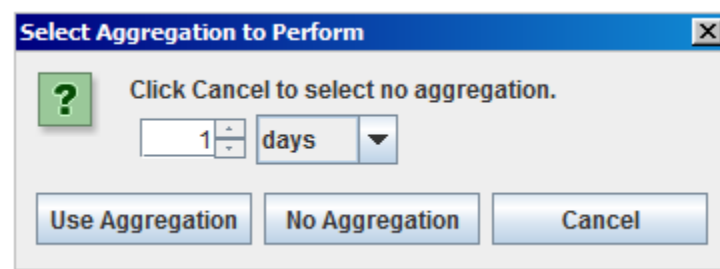 Select Aggregation to Perform
?
Click Cancel to select no aggregation.
1 days
Use Aggregation No Aggregation Cancel